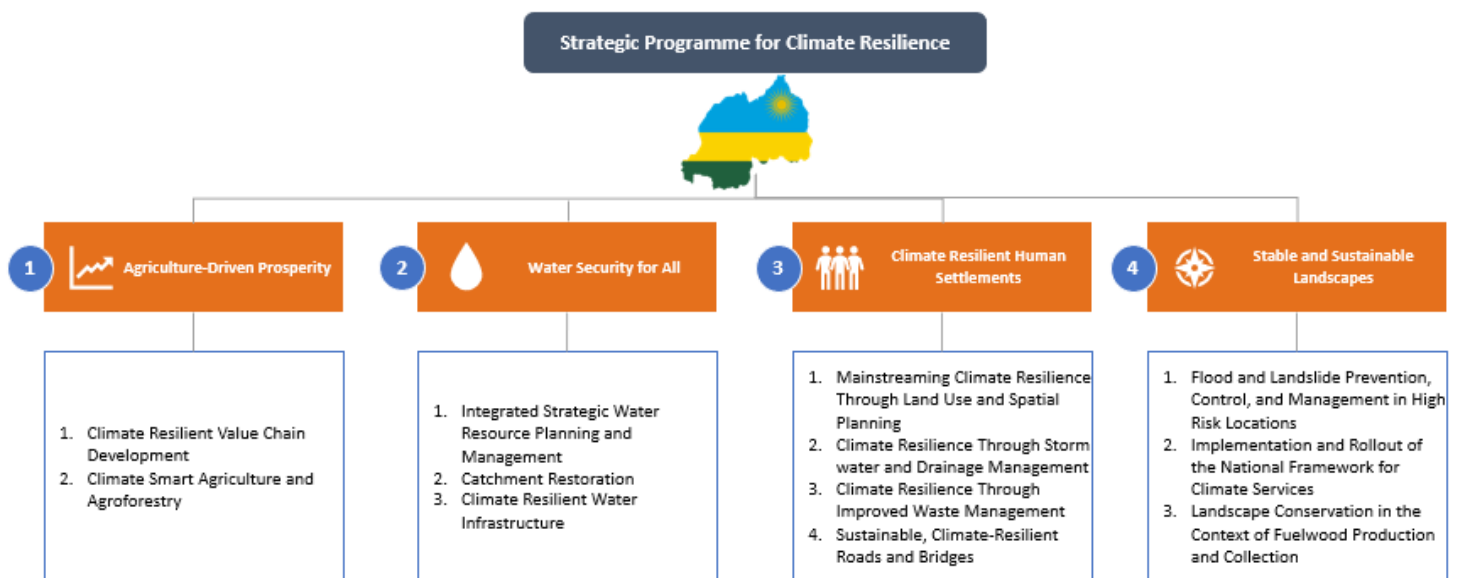 Strategic Programme for Climate Resilience
1
Agriculture-Driven Prosperity
2
Water Security for All
3
Climate Resilient Human
Settlements
4
Stable and Sustainable
Landscapes
1. Climate Resilient Value Chain
Development
2. Climate Smart Agriculture and
Agroforestry
1. Integrated Strategic Water
Resource Planning and
Management
2. Catchment Restoration
3. Climate Resilient Water
Infrastructure
1. Mainstreaming Climate Resilience
Through Land Use and Spatial
Planning
2. Climate Resilience Through Storm
water and Drainage Management
3. Climate Resilience Through
Improved Waste Management
4. Sustainable, Climate-Resilient
Roads and Bridges
1. Flood and Landslide Prevention,
Control, and Management in High
Risk Locations
2. Implementation and Rollout of
the National Framework for
Climate Services
3. Landscape Conservation in the
Context of Fuelwood Production
and Collection